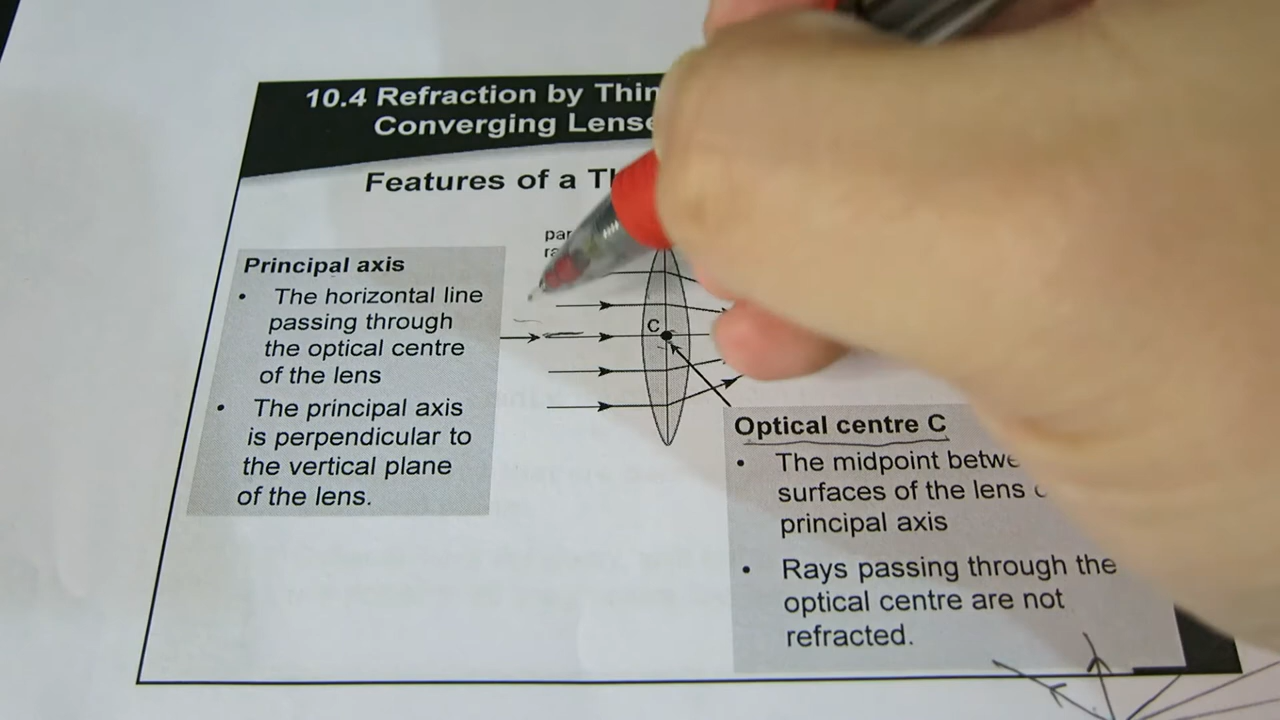 10.4 Refraction by Thin
Converging Lense
Features of a
Principal axis
• The horizontal line
passing through
the optical centre
of the lens
• The principal axis
is perpendicular to
the vertical plane
of the lens.
C
Optical centre C
• The midpoint
surfaces of the lens
principal axis
• Rays passing through the
optical centre are not
refracted.